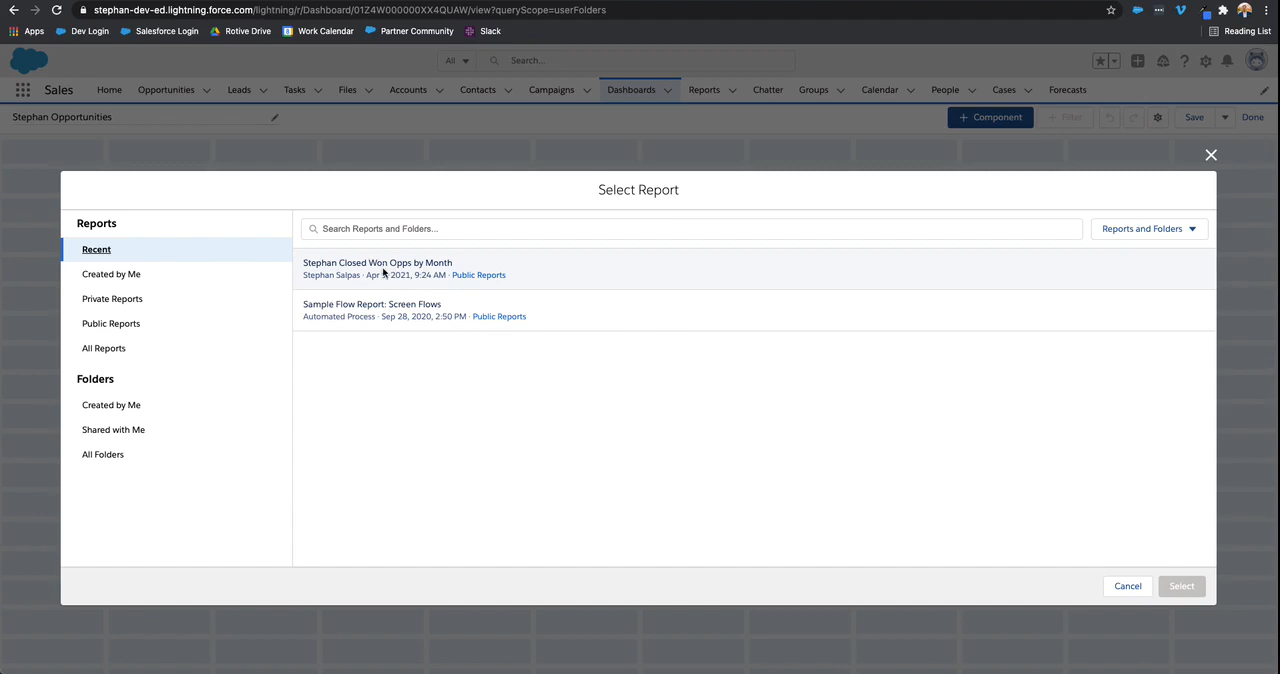 stephan-dev-ed.lightning.force.com/lightning/r/Dashboard/01Z4W000000XX4QUAW/view?queryScope=userFolders
Apps Dev Login Salesforce Login Rotive Drive Work Calendar Partner Community Slack Reading List
All Search...
Sales Home Opportunities Leads Tasks Files Accounts Contacts Campaigns Dashboards Reports Chatter Groups Calendar People Cases Forecasts
Stephan Opportunities + Component + Filter Save Done
Select Report
Reports
Recent
Created by Me
Private Reports
Public Reports
All Reports
Folders
Created by Me
Shared with Me
All Folders
Search Reports and Folders... Reports and Folders
Stephan Closed Won Opps by Month
Stephan Salpas · Apr 2021, 9:24 AM · Public Reports
Sample Flow Report: Screen Flows
Automated Process · Sep 28, 2020, 2:50 PM · Public Reports
Cancel Select